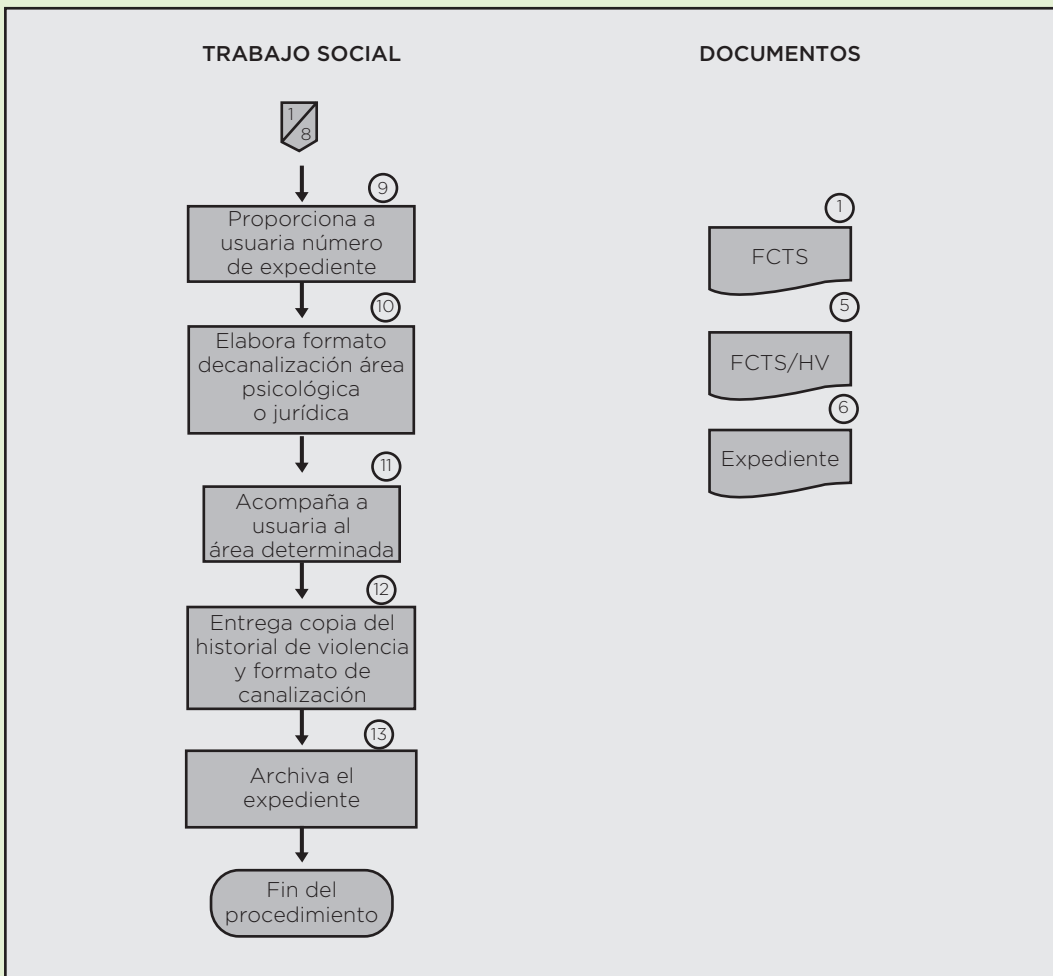 TRABAJO SOCIAL
1
8
9
Proporciona a
usuaria número
de expediente
10
Elabora formato
decanalización área
psicológica
o jurídica
11
Acompaña a
usuaria al
área determinada
12
Entrega copia del
historial de violencia
y formato de
canalización
13
Archiva el
expediente
Fin del
procedimiento
DOCUMENTOS
1
FCTS
5
FCTS/HV
6
Expediente